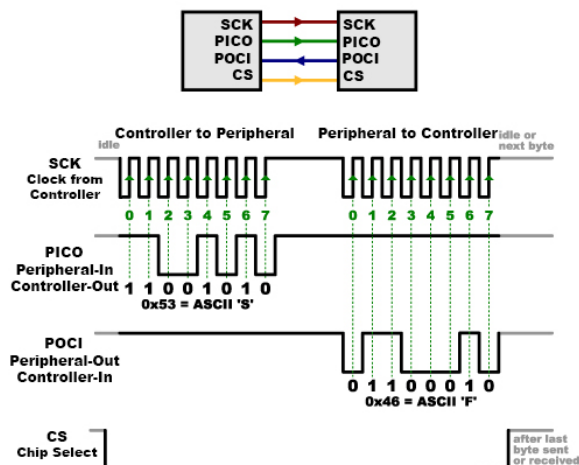 SCK SCK
PICO PICO
POCI POCI
CS CS
Controller to Peripheral Peripheral to Controller
idle
idle or
next byte
SCK
Clock from
Controller
0 1 2 3 4 5 6 7 0 1 2 3 4 5 6 7
PICO
Peripheral-In
Controller-Out
1 1 0 0 1 0 1 0
0x53 = ASCII 'S'
POCI
Peripheral-Out
Controller-In
0 1 1 0 0 0 1 0
0x46 = ASCII 'F'
CS
Chip Select
after last
byte sent
or received